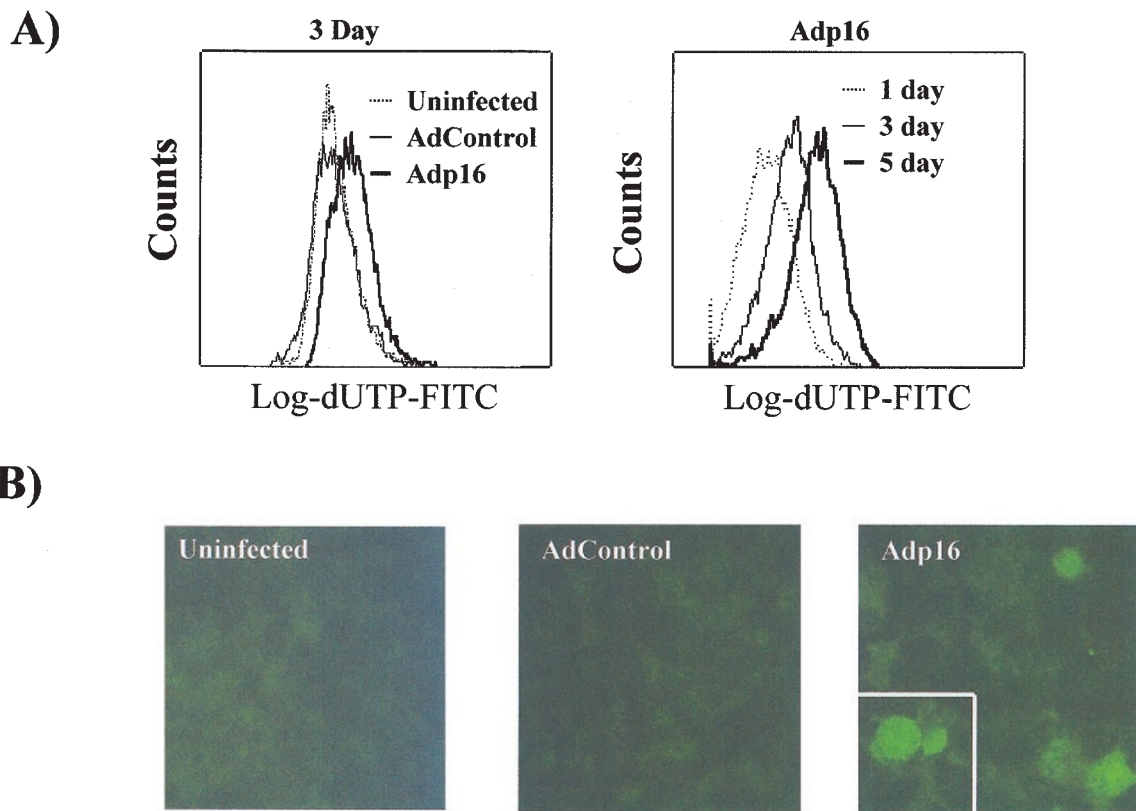 A)
3 Day
Uninfected
AdControl
Adp16
Counts
Log-dUTP-FITC
Adp16
1 day
3 day
5 day
Counts
Log-dUTP-FITC
B)
Uninfected
AdControl
Adp16